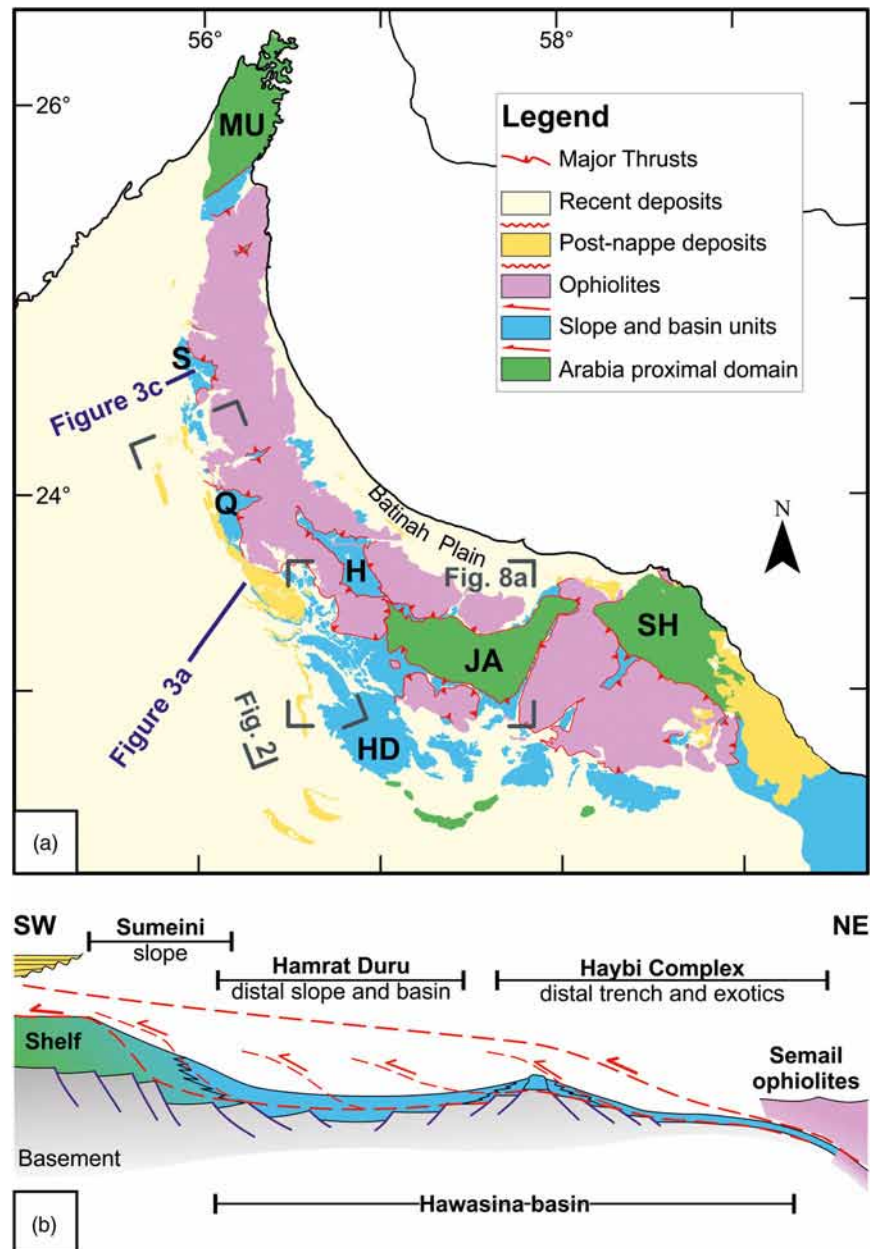 56°
58°
26°
MU
Legend
Major Thrusts
Recent deposits
Post-nappe deposits
Ophiolites
Slope and basin units
Arabia proximal domain
S
Figure 3c
24°
Q
Batinah Plain
N
H
Fig. 8a
SH
JA
Figure 3a
Fig. 2
HD
(a)
SW
NE
Sumeini
slope
Hamrat Duru
distal slope and basin
Haybi Complex
distal trench and exotics
Shelf
Semail
ophiolites
Basement
Hawasina-basin
(b)